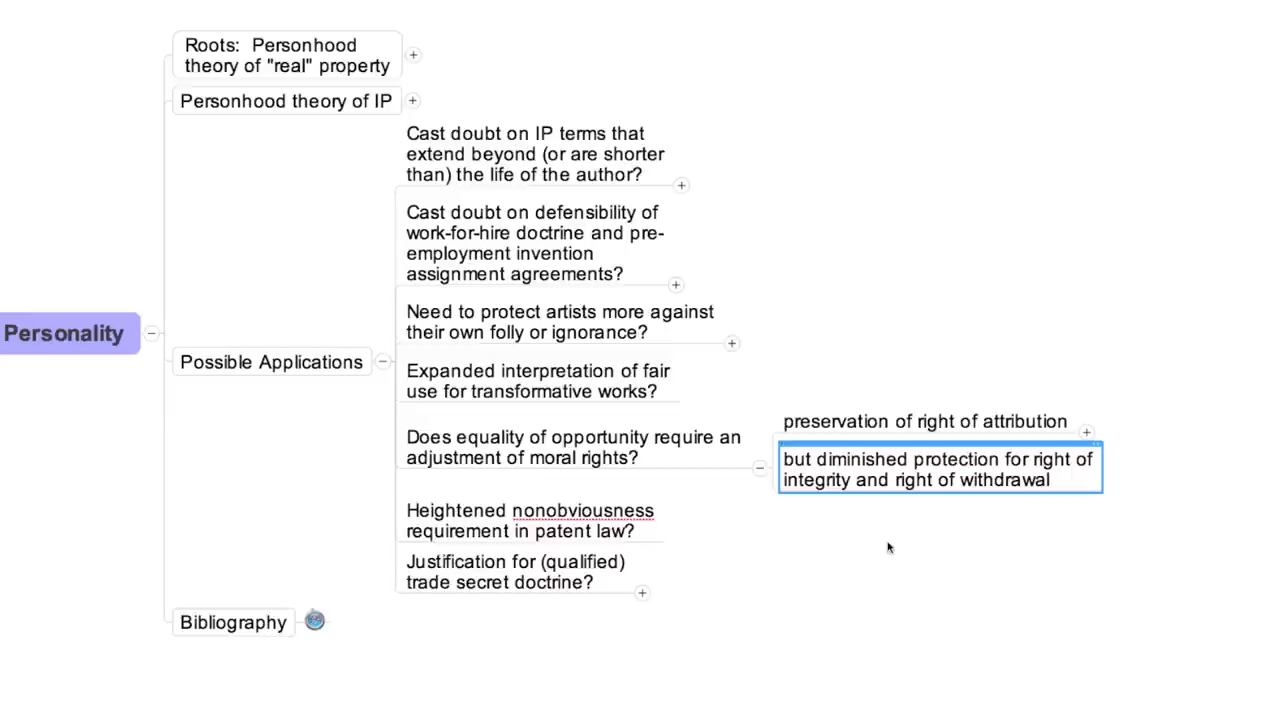 Roots:  Personhood
theory of "real" property
Personhood theory of IP
Cast doubt on IP terms that
extend beyond (or are shorter
than) the life of the author?
Cast doubt on defensibility of
work-for-hire doctrine and pre-
employment invention
assignment agreements?
Need to protect artists more against
their own folly or ignorance?
Personality
Possible Applications
Expanded interpretation of fair
use for transformative works?
Does equality of opportunity require an
adjustment of moral rights?
preservation of right of attribution
but diminished protection for right of
integrity and right of withdrawal
Heightened nonobviousness
requirement in patent law?
Justification for (qualified)
trade secret doctrine?
Bibliography